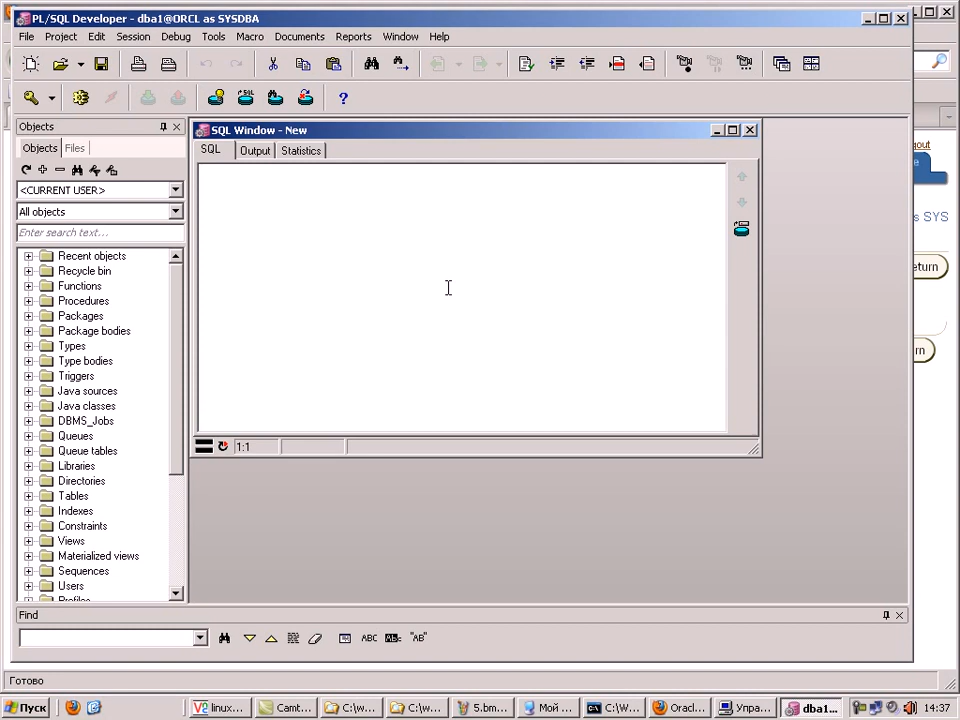 PL/SQL Developer - dba1@ORCL as SYSDBA
File Project Edit Session Debug Tools Macro Documents Reports Window Help
Objects
Objects Files
<CURRENT USER>
All objects
Enter search text...
Recent objects
Recycle bin
Functions
Procedures
Packages
Package bodies
Types
Type bodies
Triggers
Java sources
Java classes
DBMS_Jobs
Queues
Queue tables
Libraries
Directories
Tables
Indexes
Constraints
Views
Materialized views
Sequences
Users
Profiles
SQL Window - New
SQL Output Statistics
1:1
s SYS
Find
ABC
"AB"
Готово
Пуск linux... Camt... C:\w... C:\w... 5.bm... Мой ... C:\W... Oracl... Упра... dba1... 14:37